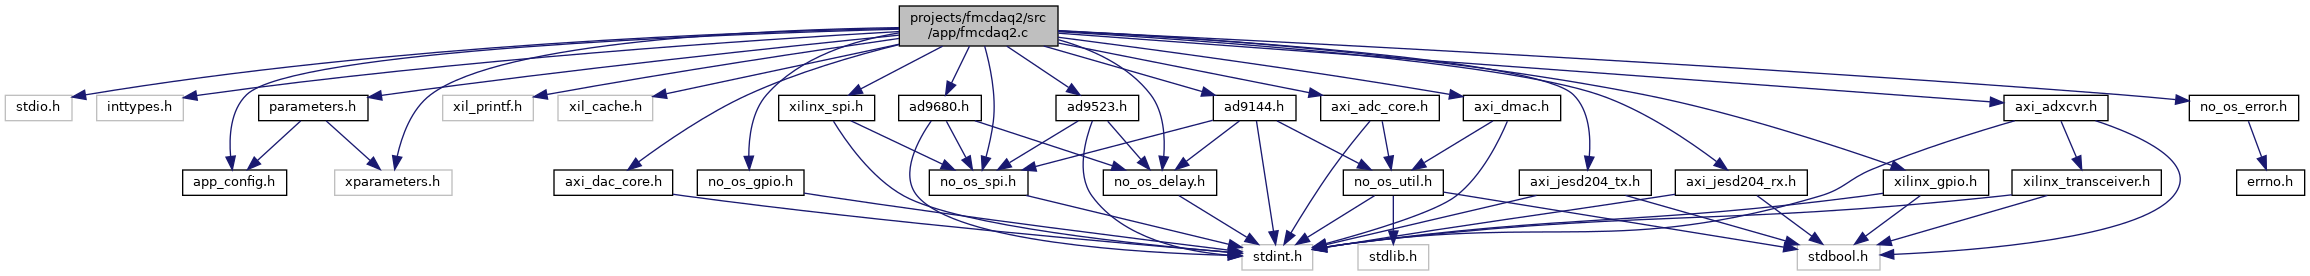 projects/fmcdaq2/src
/app/fmcdaq2.c
stdio.h
inttypes.h
parameters.h
xil_printf.h
xil_cache.h
xilinx_spi.h
ad9680.h
ad9523.h
ad9144.h
axi_adc_core.h
axi_dmac.h
axi_adxcvr.h
no_os_error.h
app_config.h
xparameters.h
axi_dac_core.h
no_os_gpio.h
no_os_spi.h
no_os_delay.h
no_os_util.h
axi_jesd204_tx.h
axi_jesd204_rx.h
xilinx_gpio.h
xilinx_transceiver.h
errno.h
stdint.h
stdlib.h
stdbool.h